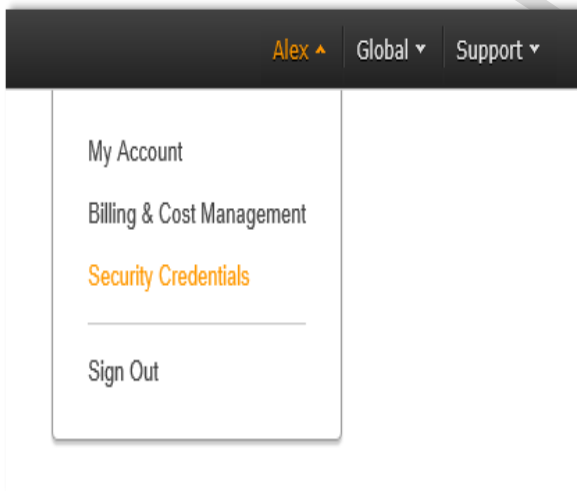 Alex Global Support
My Account
Billing & Cost Management
Security Credentials
Sign Out